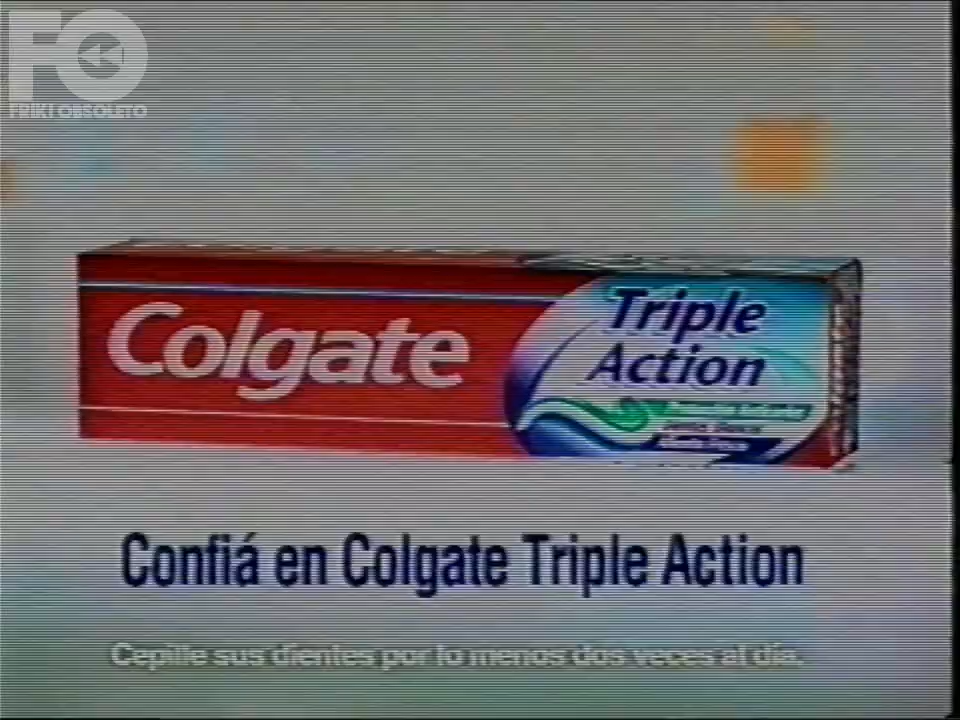 FO
FRIKI OBSOLETO
Colgate
Triple
Action
Confiá en Colgate Triple Action
Cepille sus dientes por lo menos dos veces al día.